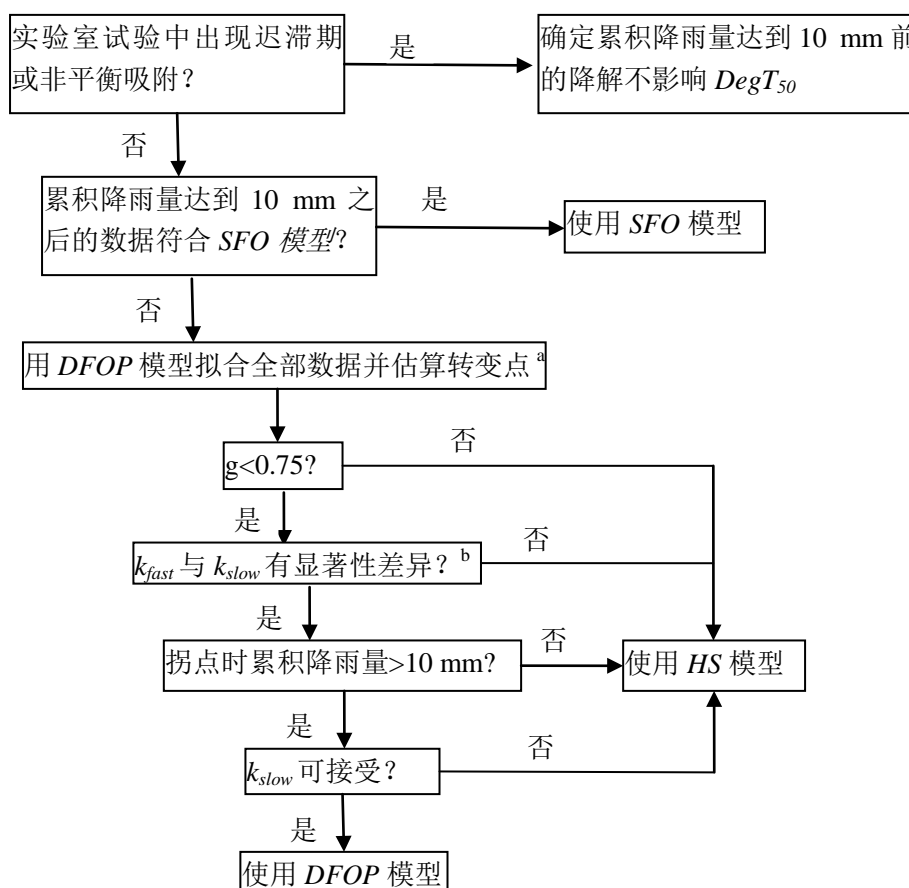 实验室试验中出现迟滞期
或非平衡吸附？
是
确定累积降雨量达到 10 mm 前
的降解不影响 DegT50
否
累积降雨量达到 10 mm 之
后的数据符合 SFO 模型？
是
使用 SFO 模型
否
用 DFOP 模型拟合全部数据并估算转变点 a
g<0.75?
否
是
kfast 与 kslow 有显著性差异？ b
否
是
拐点时累积降雨量>10 mm?
否
使用 HS 模型
是
kslow 可接受？
否
是
使用 DFOP 模型